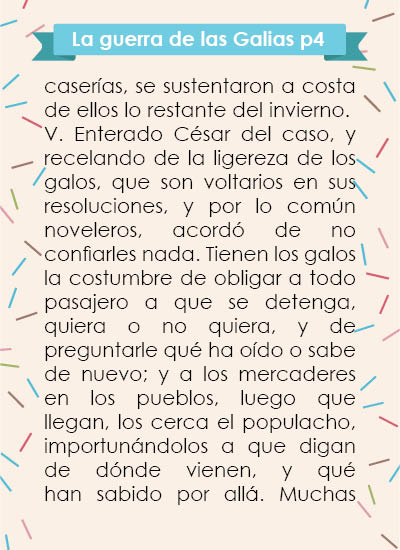 La guerra de las Galias p4
caserías, se sustentaron a costa
de ellos lo restante del invierno.
V. Enterado César del caso, y
recelando de la ligereza de los
galos, que son voltarios en sus
resoluciones, y por lo común
noveleros, acordó de no
confiarles nada. Tienen los galos
la costumbre de obligar a todo
pasajero a que se detenga,
quiera o no quiera, y de
preguntarle qué ha oído o sabe
de nuevo; y a los mercaderes
en los pueblos, luego que
llegan, los cerca el populacho,
importunándolos a que digan
de dónde vienen, y qué
han sabido por allá. Muchas